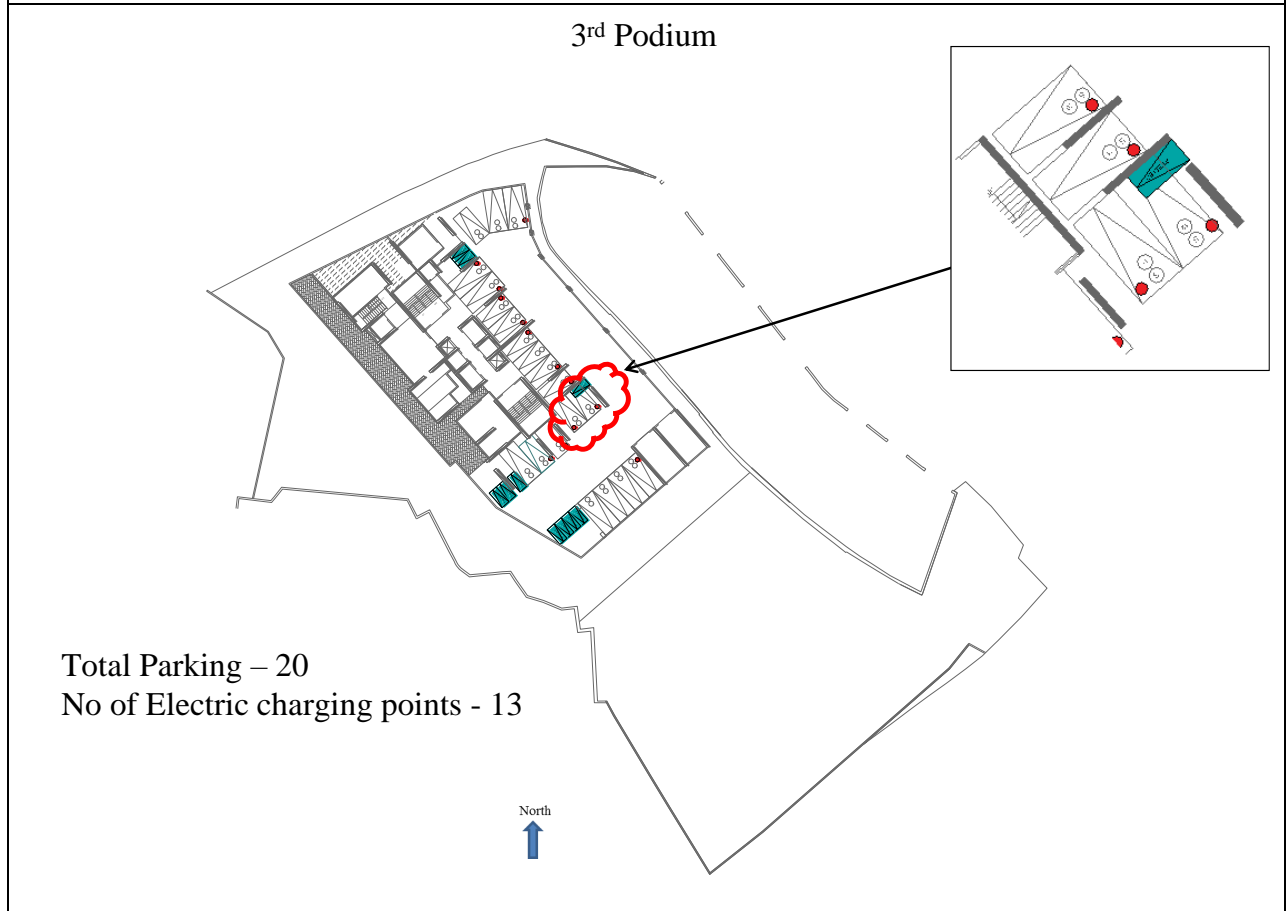 3rd Podium
Total Parking – 20
No of Electric charging points - 13
North